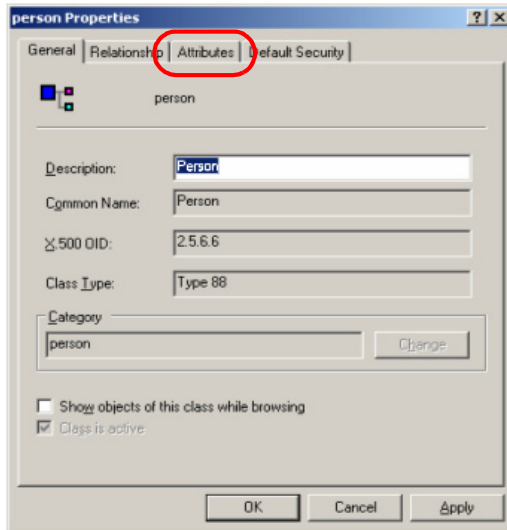 person Properties
General Relationship Attributes Default Security
person
Description: Person
Common Name: Person
X.500 OID: 2.5.6.6
Class Type: Type 88
Category
person Change
Show objects of this class while browsing
Class is active
OK Cancel Apply